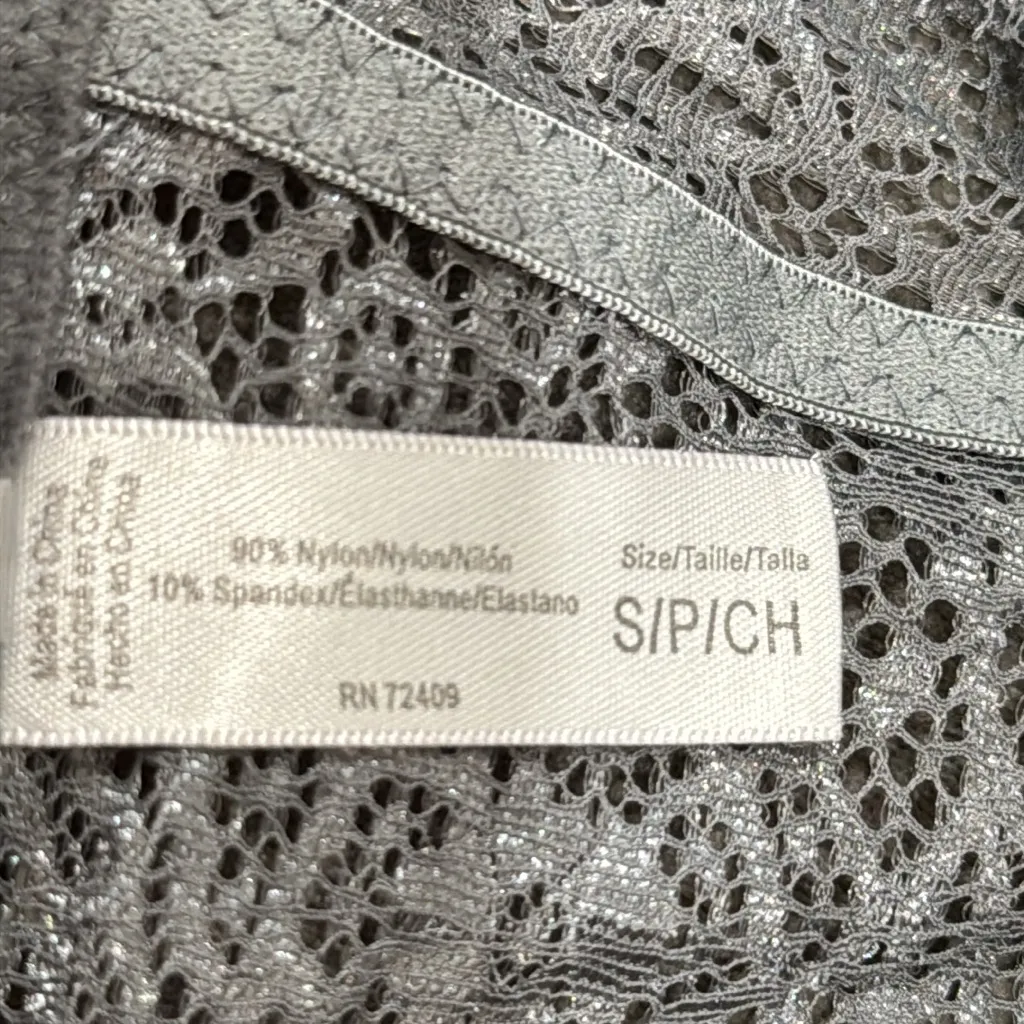 Made in China
Fabriqué en Chine
Hecho en China
90% Nylon/Nylon/Nilón
10% Spandex/Élasthanne/Elastano
RN 72409
Size/Taille/Talla
S/P/CH